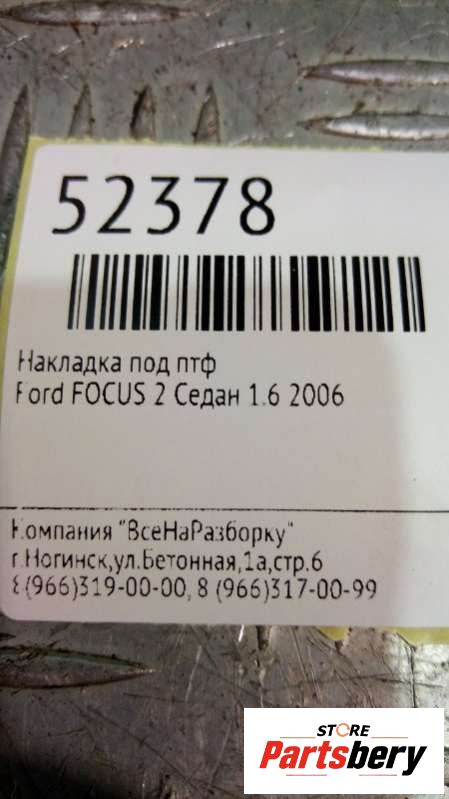 52378
Накладка под птф
Ford FOCUS 2 Седан 1.6 2006
Компания "ВсеНаРазборку"
г.Ногинск,ул.Бетонная,1а,стр.6
8 (966)319-00-00, 8 (966)317-00-99
STORE
Partsbery